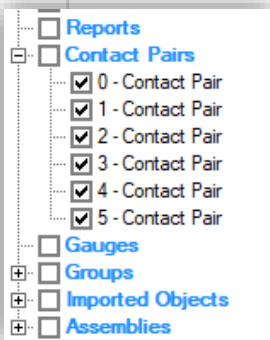 Reports
Contact Pairs
0 - Contact Pair
1 - Contact Pair
2 - Contact Pair
3 - Contact Pair
4 - Contact Pair
5 - Contact Pair
Gauges
Groups
Imported Objects
Assemblies